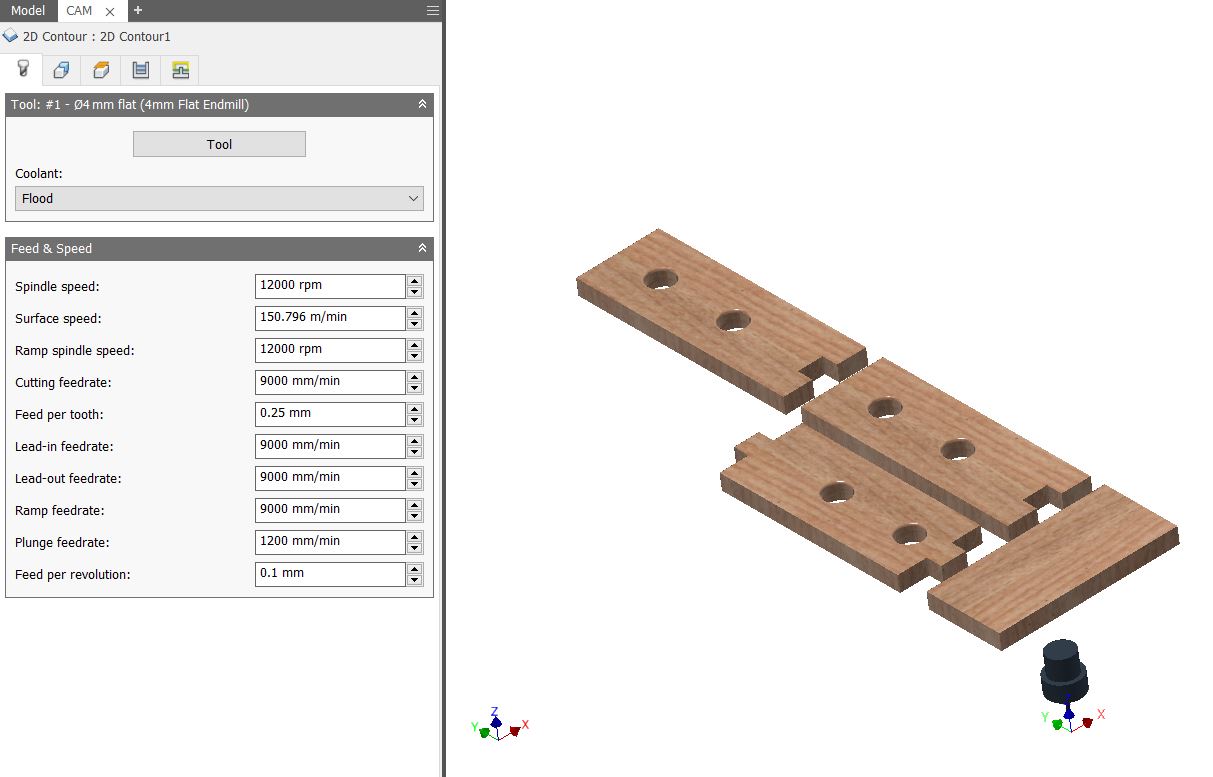 Model CAM
2D Contour : 2D Contour1
Tool: #1 - Ø4mm flat (4mm Flat Endmill)
Tool
Coolant:
Flood
Feed & Speed
Spindle speed: 12000 rpm
Surface speed: 150.796 m/min
Ramp spindle speed: 12000 rpm
Cutting feedrate: 9000 mm/min
Feed per tooth: 0.25 mm
Lead-in feedrate: 9000 mm/min
Lead-out feedrate: 9000 mm/min
Ramp feedrate: 9000 mm/min
Plunge feedrate: 1200 mm/min
Feed per revolution: 0.1 mm
Z
Y X
Y X